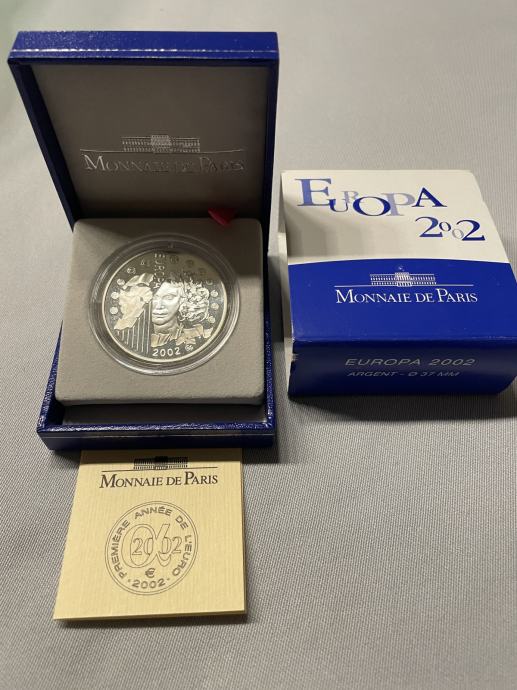 MONNAIE DE PARIS
EUROPA
2002
EUROPA
2002
MONNAIE DE PARIS
EUROPA 2002
ARGENT - Ø 37 MM
MONNAIE DE PARIS
PREMIÈRE ANNÉE DE L'EURO
2002
€
· 2002 ·